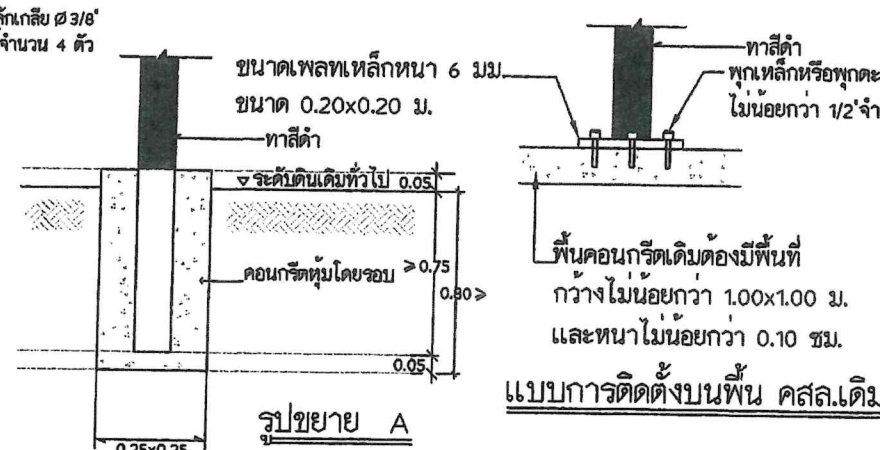 Ø 3/8"
จำนวน 4 ตัว
ขนาดเพลทเหล็กหนา 6 มม.
ขนาด 0.20x0.20 ม.
ทาสีดำ
ระดับดินเดิมทั่วไป 0.05
คอนกรีตหุ้มโดยรอบ
≥0.75
0.80≥
0.05
0.25x0.25
รูปขยาย A
ทาสีดำ
พุกเหล็กหรือพุกตะ
ไม่น้อยกว่า 1/2"จำ
พื้นคอนกรีตเดิมต้องมีพื้นที่
กว้างไม่น้อยกว่า 1.00x1.00 ม.
และหนาไม่น้อยกว่า 0.10 ซม.
แบบการติดตั้งบนพื้น คสล.เดิม